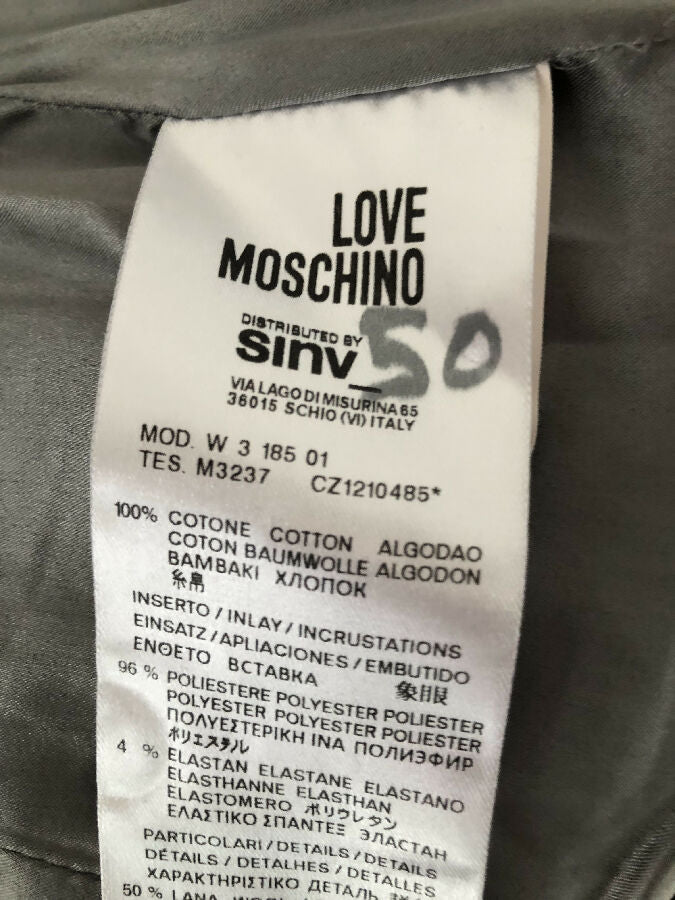 LOVE
MOSCHINO
DISTRIBUTED BY
sinv_ 50
VIA LAGO DI MISURINA 65
36015 SCHIO (VI) ITALY
MOD. W 3 185 01
TES. M3237 CZ1210485*
100% COTONE COTTON ALGODAO
COTON BAUMWOLLE ALGODON
BAMBAKI ХЛОПОК
INSERTO / INLAY / INCRUSTATIONS
EINSATZ / APLIACIONES / EMBUTIDO
ΕΝΘΕΤΟ ВСТАВКА
96 % POLIESTERE POLYESTER POLIESTER
POLYESTER POLYESTER POLIESTER
ΠΟΛΥΕΣΤΕΡΙΚΗ ΙΝΑ ПОЛИЭФИР
ポリエステル
4 % ELASTAN ELASTANE ELASTANO
ELASTHANNE ELASTHAN
ELASTOMERO ポリウレタン
ΕΛΑΣΤΙΚΟ ΣΠΑΝΤΕΞ ЭЛАСТАН
PARTICOLARI / DETAILS / DETAILS
DÉTAILS / DETALHES / DETALLES
ΧΑΡΑΚΤΗΡΙΣΤΙΚΟ ДЕТАЛЬ
50 % LANA